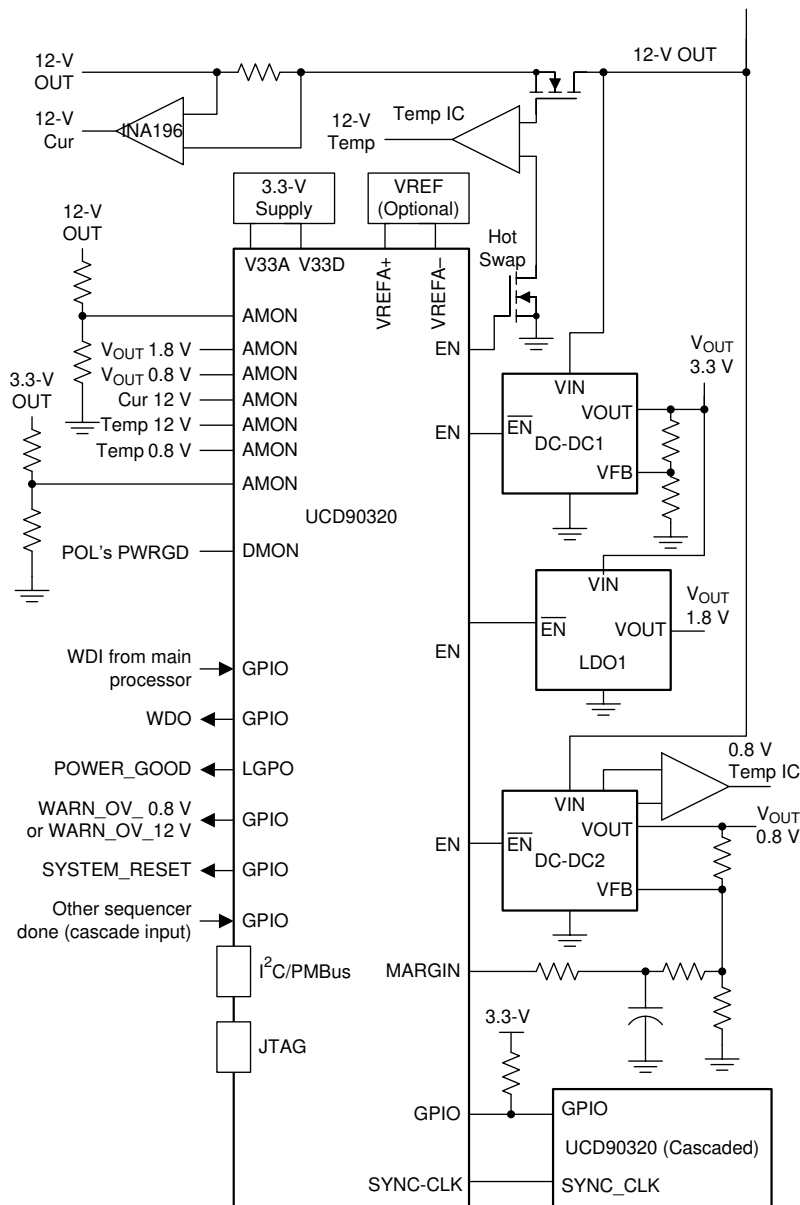 12-V
OUT
12-V OUT
12-V
Cur
INA196
12-V
Temp
Temp IC
3.3-V
Supply
VREF
(Optional)
12-V
OUT
Hot
Swap
V33A V33D
VREFA+
VREFA–
AMON
VOUT 1.8 V
AMON
EN
VOUT 0.8 V
AMON
Cur 12 V
AMON
Temp 12 V
AMON
Temp 0.8 V
AMON
3.3-V
OUT
AMON
UCD90320
POL's PWRGD
DMON
EN
VIN
EN
VOUT
DC-DC1
VFB
VOUT
3.3 V
VIN
EN
VOUT
LDO1
VOUT
1.8 V
EN
WDI from main
processor
GPIO
WDO
GPIO
POWER_GOOD
LGPO
WARN_OV_ 0.8 V
or WARN_OV_12 V
GPIO
SYSTEM_RESET
GPIO
Other sequencer
done (cascade input)
GPIO
0.8 V
Temp IC
VIN
EN
EN
VOUT
DC-DC2
VFB
VOUT
0.8 V
I2C/PMBus
MARGIN
JTAG
3.3-V
GPIO
GPIO
UCD90320 (Cascaded)
SYNC-CLK
SYNC_CLK